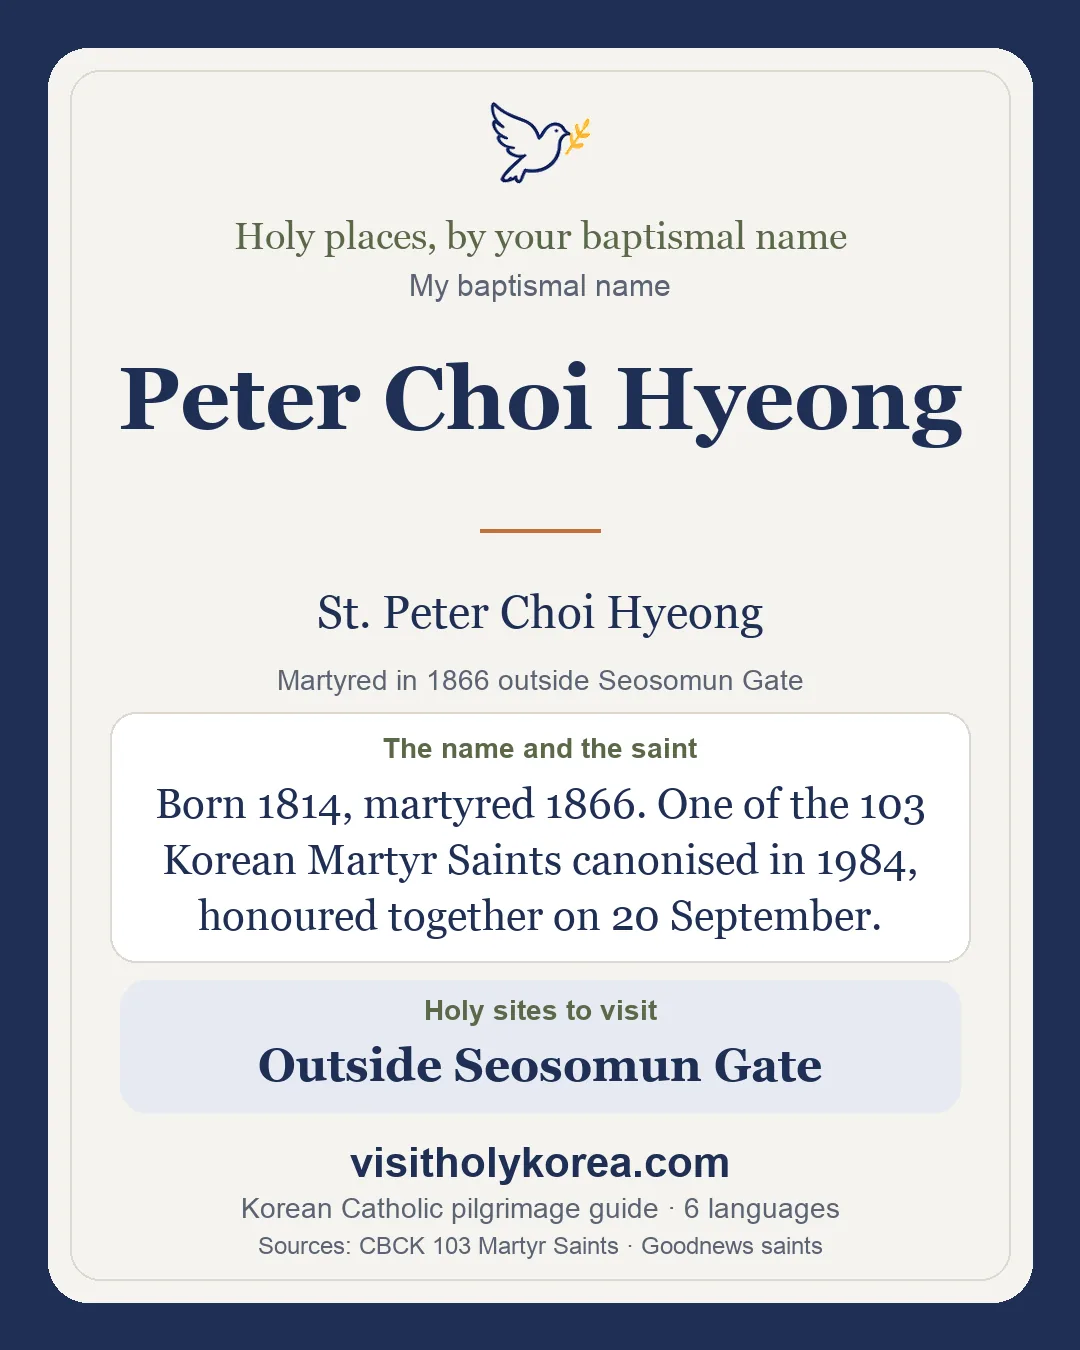 Holy places, by your baptismal name
My baptismal name
Peter Choi Hyeong
St. Peter Choi Hyeong
Martyred in 1866 outside Seosomun Gate
The name and the saint
Born 1814, martyred 1866. One of the 103
Korean Martyr Saints canonised in 1984,
honoured together on 20 September.
Holy sites to visit
Outside Seosomun Gate
visitholykorea.com
Korean Catholic pilgrimage guide · 6 languages
Sources: CBCK 103 Martyr Saints · Goodnews saints